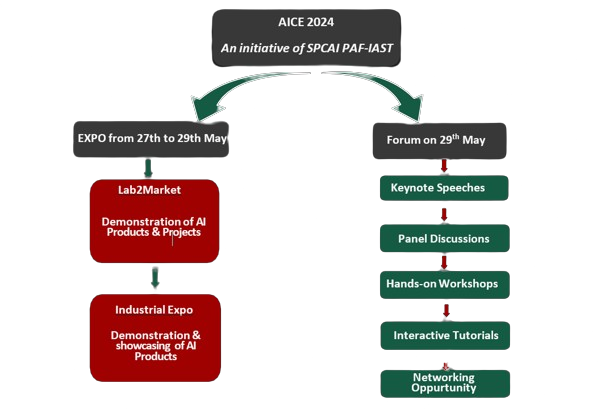 AICE 2024
An initiative of SPCAI PAF-IAST
EXPO from 27th to 29th May
Forum on 29th May
Lab2Market
Demonstration of AI
Products & Projects
Industrial Expo
Demonstration &
showcasing of AI
Products
Keynote Speeches
Panel Discussions
Hands-on Workshops
Interactive Tutorials
Networking
Oppurtunity